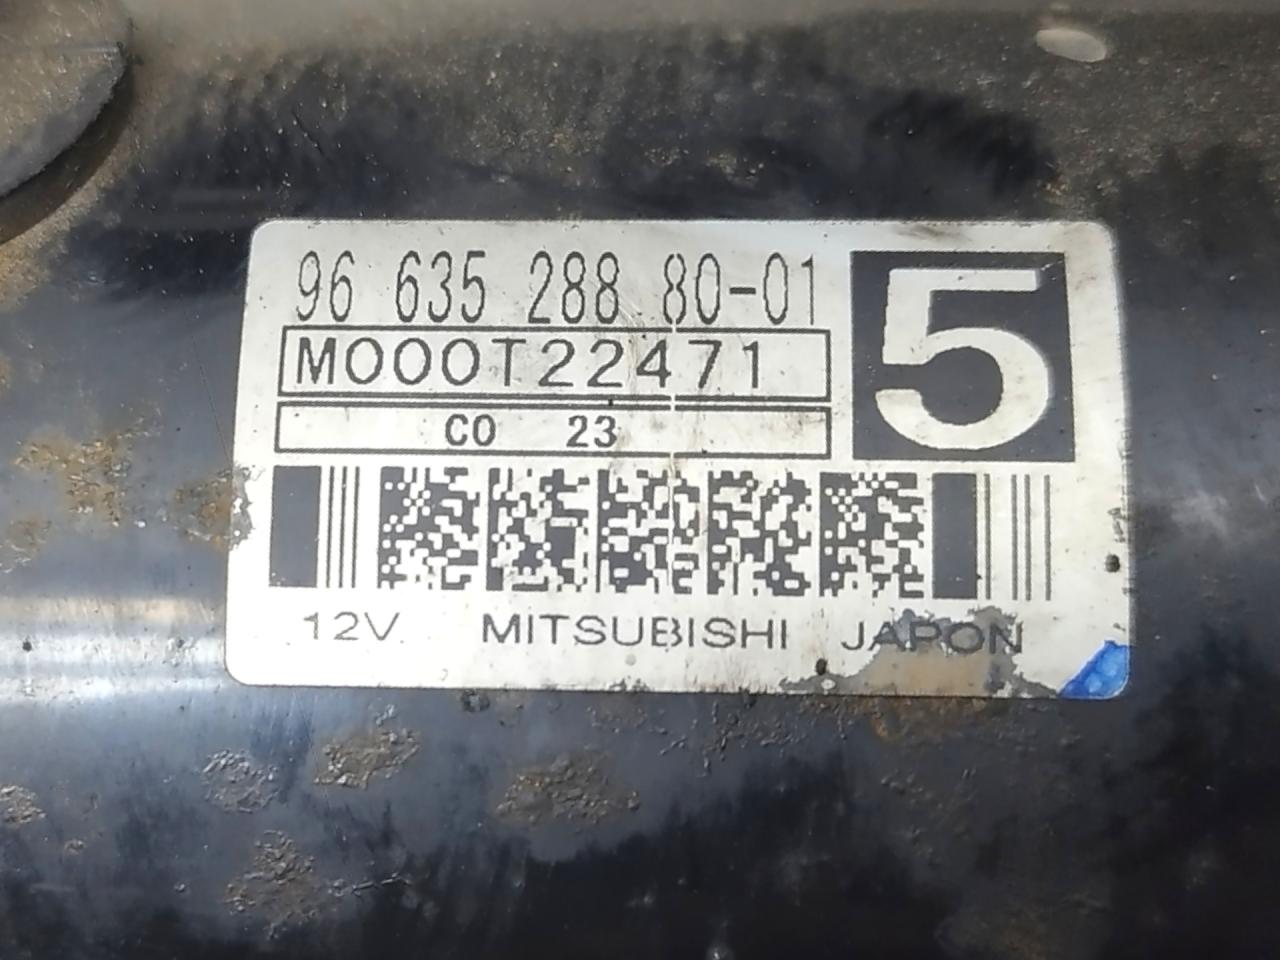 96 635 288 80-01
5
M000T22471
CO 23
12V MITSUBISHI JAPON